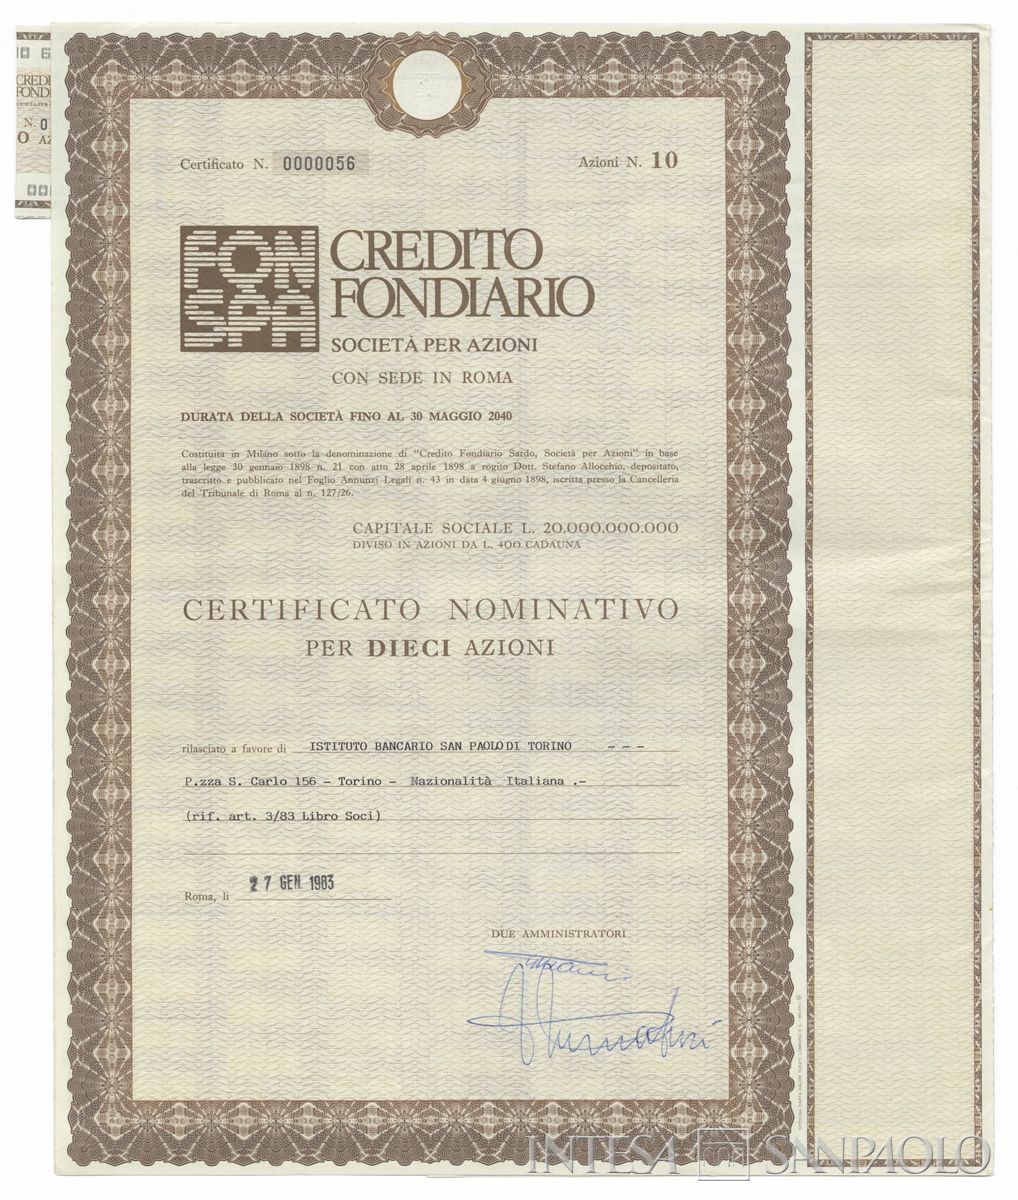 Certificato N. 0000056
Azioni N. 10
FON
SPA
CREDITO
FONDIARIO
SOCIETÀ PER AZIONI
CON SEDE IN ROMA
DURATA DELLA SOCIETÀ FINO AL 30 MAGGIO 2040
Costituita in Milano sotto la denominazione di "Credito Fondiario Sardo, Società per Azioni" in base
alla legge 30 gennaio 1898 n. 21 con atto 28 aprile 1898 a rogito Dott. Stefano Allocchio, depositato,
trascritto e pubblicato nel Foglio Annunzi Legali n. 43 in data 4 giugno 1898, iscritta presso la Cancelleria
del Tribunale di Roma al n. 127/26.
CAPITALE SOCIALE L. 20.000.000.000
DIVISO IN AZIONI DA L. 400 CADAUNA
CERTIFICATO NOMINATIVO
PER DIECI AZIONI
rilasciato a favore di ISTITUTO BANCARIO SAN PAOLO DI TORINO - - -
P.zza S. Carlo 156 - Torino - Nazionalità Italiana .-
(rif. art. 3/83 Libro Soci)
Roma, lì 27 GEN. 1983
DUE AMMINISTRATORI
INTESA SANPAOLO